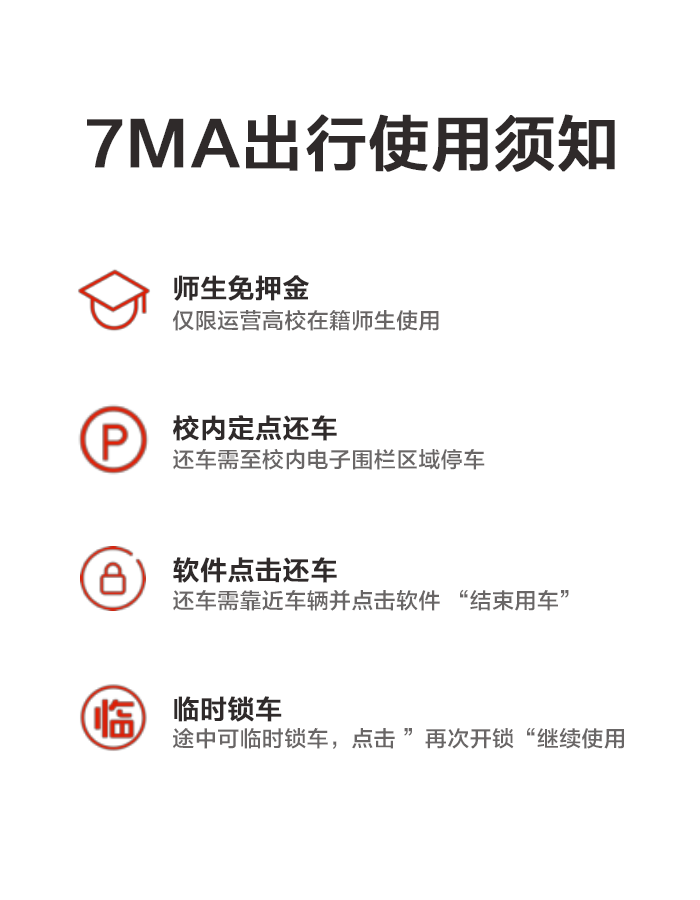 7MA出行使用须知
师生免押金
仅限运营高校在籍师生使用
P
校内定点还车
还车需至校内电子围栏区域停车
软件点击还车
还车需靠近车辆并点击软件 “结束用车”
临
临时锁车
途中可临时锁车，点击 ”再次开锁“继续使用